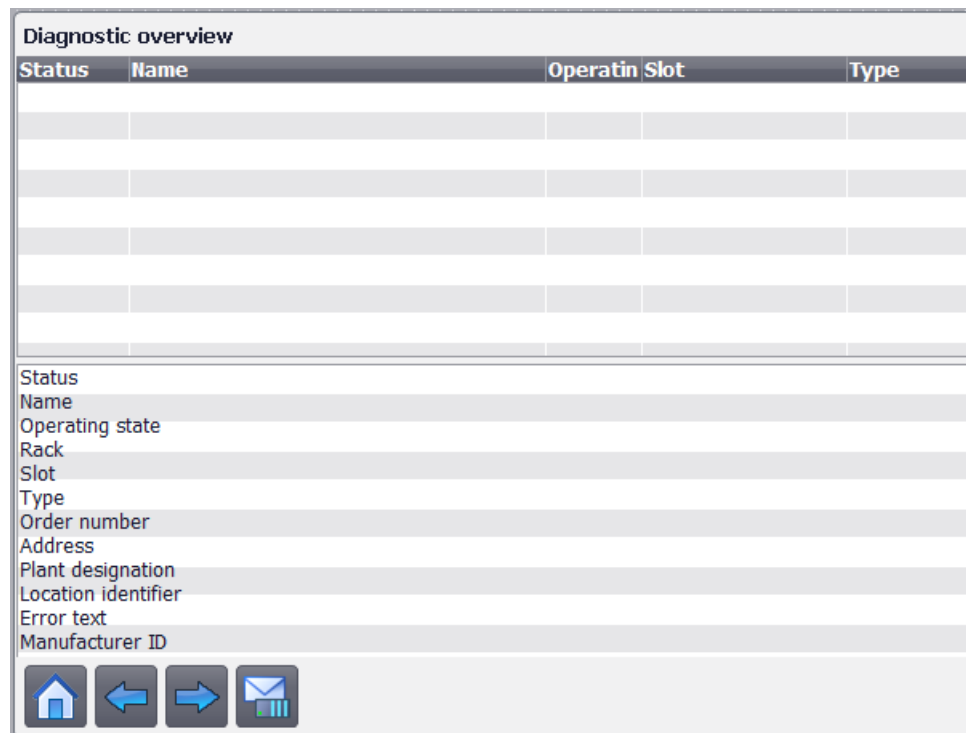 Diagnostic overview
Status Name Operatin Slot Type
Status
Name
Operating state
Rack
Slot
Type
Order number
Address
Plant designation
Location identifier
Error text
Manufacturer ID